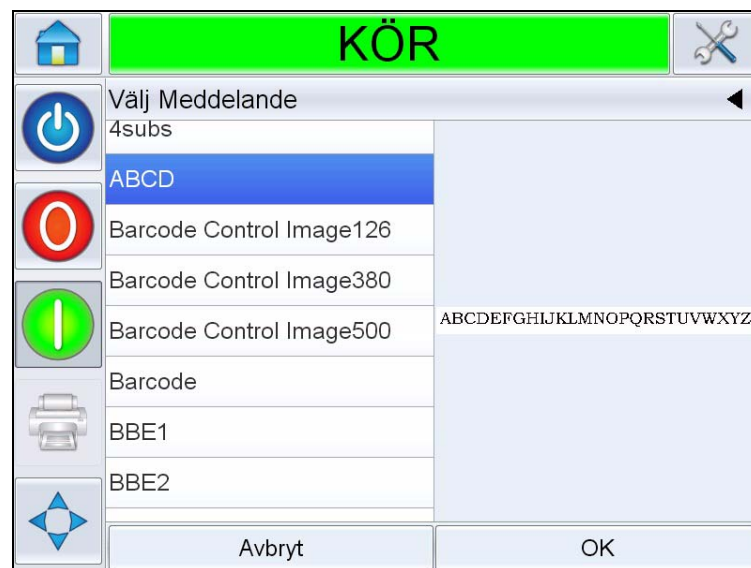 KÖR
Välj Meddelande
4subs
ABCD
Barcode Control Image126
Barcode Control Image380
Barcode Control Image500
ABCDEFGHIJKLMNOPQRSTUVWXYZ
Barcode
BBE1
BBE2
Avbryt
OK